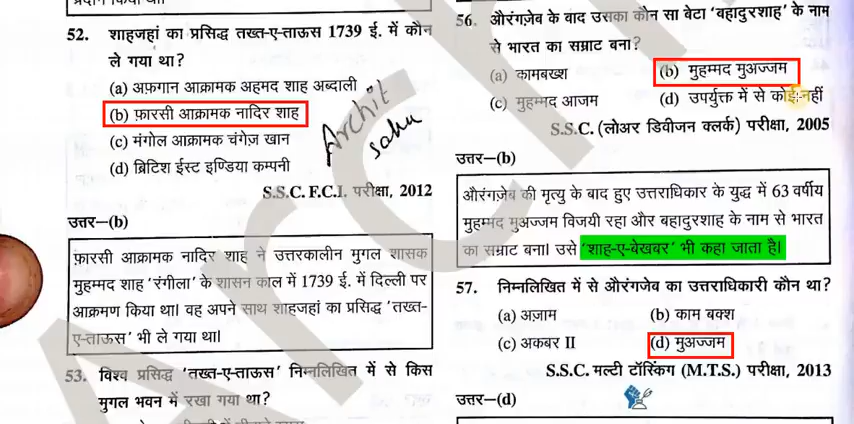 52. शाहजहां का प्रसिद्ध तख्त-ए-ताऊस 1739 ई. में कौन
ले गया था?
(a) अफ़गान आक्रामक अहमद शाह अब्दाली
(b) फ़ारसी आक्रामक नादिर शाह
(c) मंगोल आक्रामक चंगेज़ खान
(d) ब्रिटिश ईस्ट इण्डिया कम्पनी
Archit
sahu
S.S.C. F.C.I. परीक्षा, 2012
उत्तर—(b)
फ़ारसी आक्रामक नादिर शाह ने उत्तरकालीन मुगल शासक
मुहम्मद शाह 'रंगीला' के शासन काल में 1739 ई. में दिल्ली पर
आक्रमण किया था। वह अपने साथ शाहजहां का प्रसिद्ध 'तख्त-
ए-ताऊस' भी ले गया था।
53. विश्व प्रसिद्ध 'तख्त-ए-ताऊस' निम्नलिखित में से किस
मुगल भवन में रखा गया था?
56. औरंगज़ेब के बाद उसका कौन सा बेटा 'बहादुरशाह' के नाम
से भारत का सम्राट बना?
(a) कामबख्श (b) मुहम्मद मुअज्जम
(c) मुहम्मद आजम (d) उपर्युक्त में से कोई नहीं
S.S.C. (लोअर डिवीजन क्लर्क) परीक्षा, 2005
उत्तर—(b)
औरंगज़ेब की मृत्यु के बाद हुए उत्तराधिकार के युद्ध में 63 वर्षीय
मुहम्मद मुअज्जम विजयी रहा और बहादुरशाह के नाम से भारत
का सम्राट बना। उसे 'शाह-ए-बेखबर' भी कहा जाता है।
57. निम्नलिखित में से औरंगजेब का उत्तराधिकारी कौन था?
(a) अज़ाम (b) काम बक्श
(c) अकबर II (d) मुअज्जम
S.S.C. मल्टी टॉस्किंग (M.T.S.) परीक्षा, 2013
उत्तर—(d)